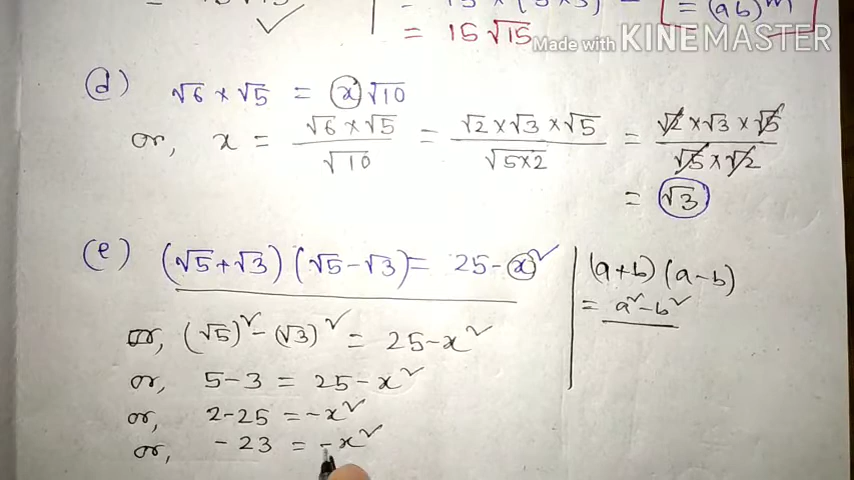 = 15√15
= (ab)ᵐ
Made with KINEMASTER
(d) √6 × √5 = x√10
or, x = √6 × √5 / √10 = √2 × √3 × √5 / √5×2 = √2 × √3 × √5 / √5 × √2
= √3
(e) (√5+√3) (√5-√3) = 25-x²
(a+b) (a-b)
= a²-b²
or, (√5)² - (√3)² = 25-x²
or, 5-3 = 25-x²
or, 2-25 = -x²
or, -23 = -x²